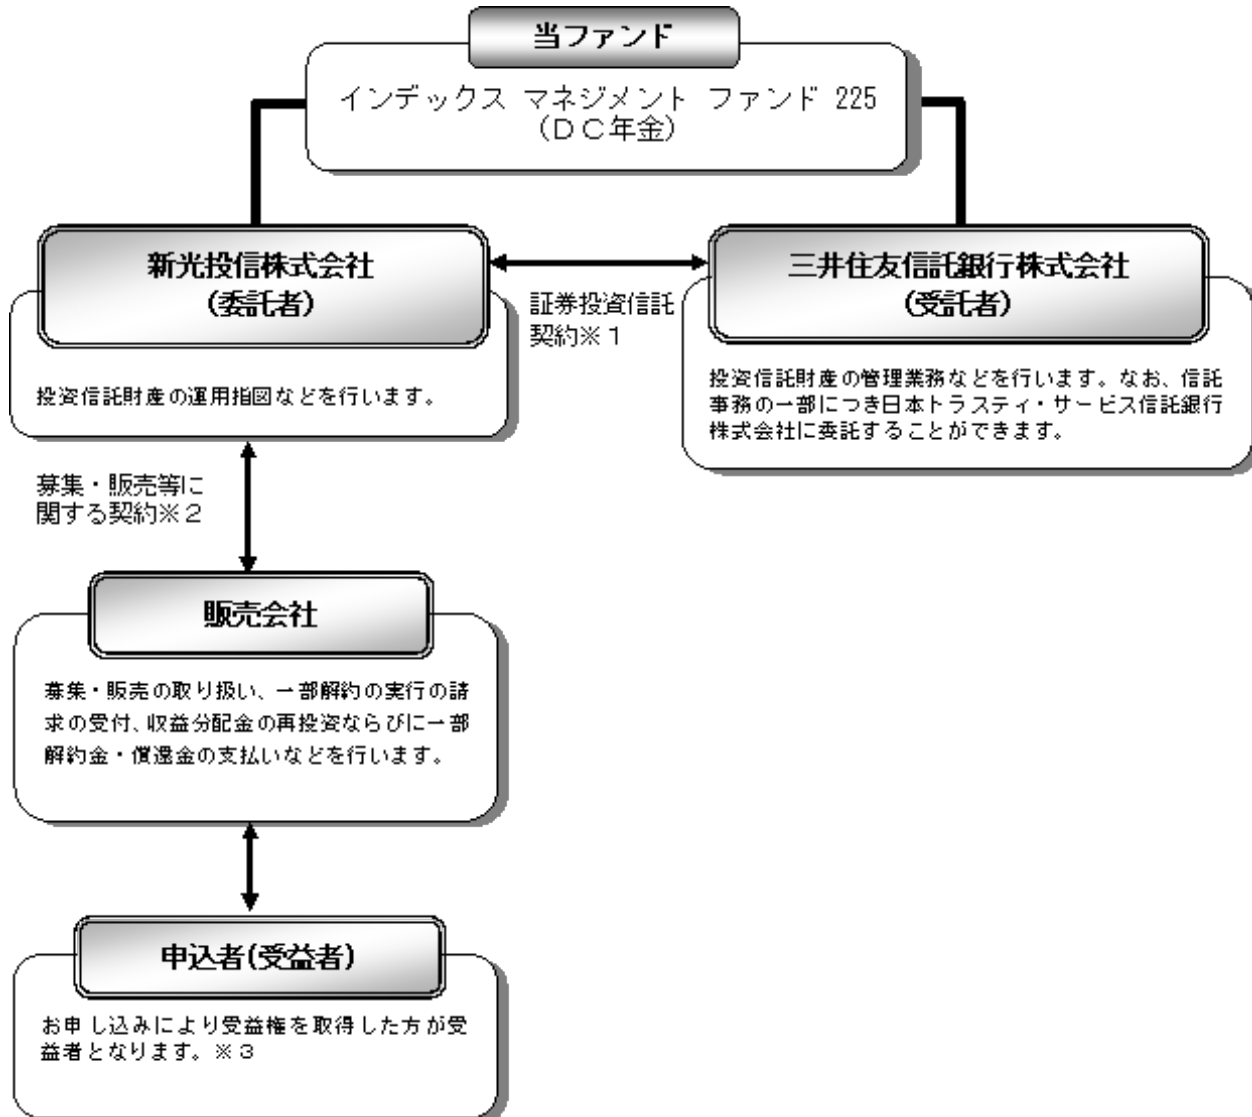 当ファンド
インデックス マネジメント ファンド 225
（ＤＣ年金）
新光投信株式会社
(委託者)
投資信託財産の運用指図などを行います。
証券投資信託
契約※１
三井住友信託銀行株式会社
(受託者)
投資信託財産の管理業務などを行います。なお、信託
事務の一部につき日本トラスティ・サービス信託銀行
株式会社に委託することができます。
募集・販売等に
関する契約※２
販売会社
募集・販売の取り扱い、一部解約の実行の請
求の受付、収益分配金の再投資ならびに一部
解約金・償還金の支払いなどを行います。
申込者(受益者)
お申し込みにより受益権を取得した方が受
益者となります。※３